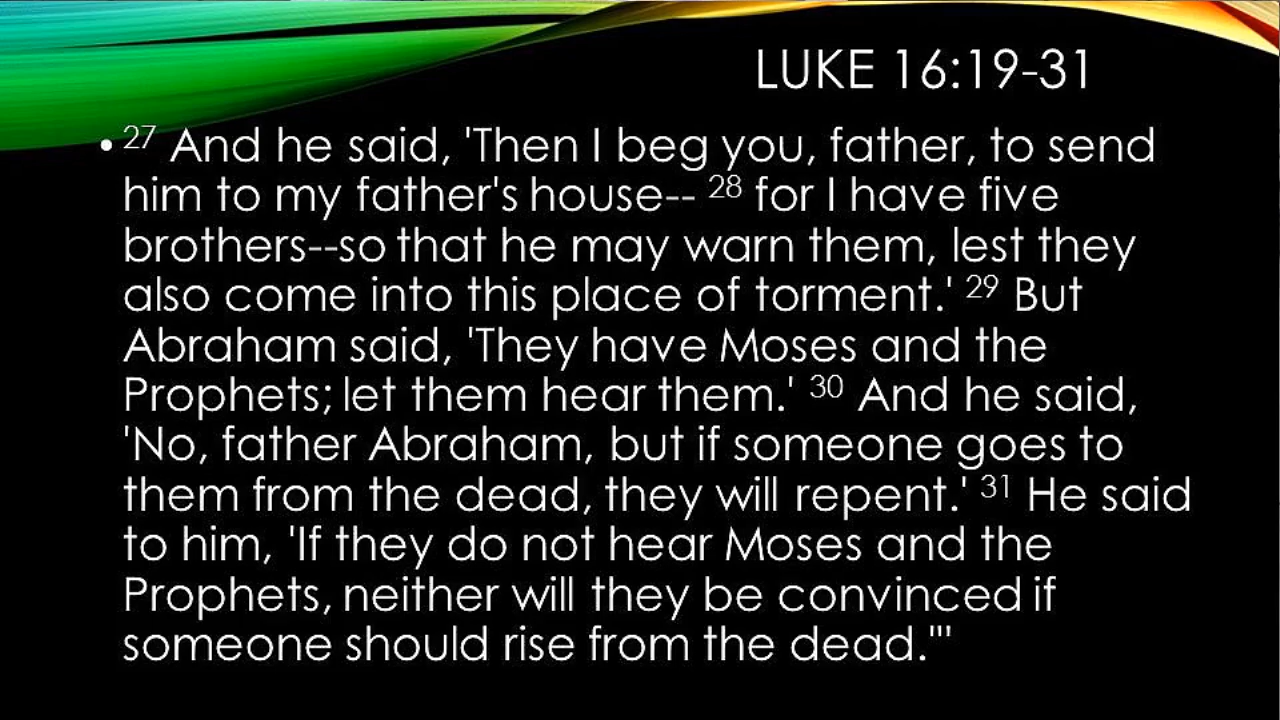 LUKE 16:19-31
• 27 And he said, 'Then I beg you, father, to send
him to my father's house-- 28 for I have five
brothers--so that he may warn them, lest they
also come into this place of torment.' 29 But
Abraham said, 'They have Moses and the
Prophets; let them hear them.' 30 And he said,
'No, father Abraham, but if someone goes to
them from the dead, they will repent.' 31 He said
to him, 'If they do not hear Moses and the
Prophets, neither will they be convinced if
someone should rise from the dead.'"